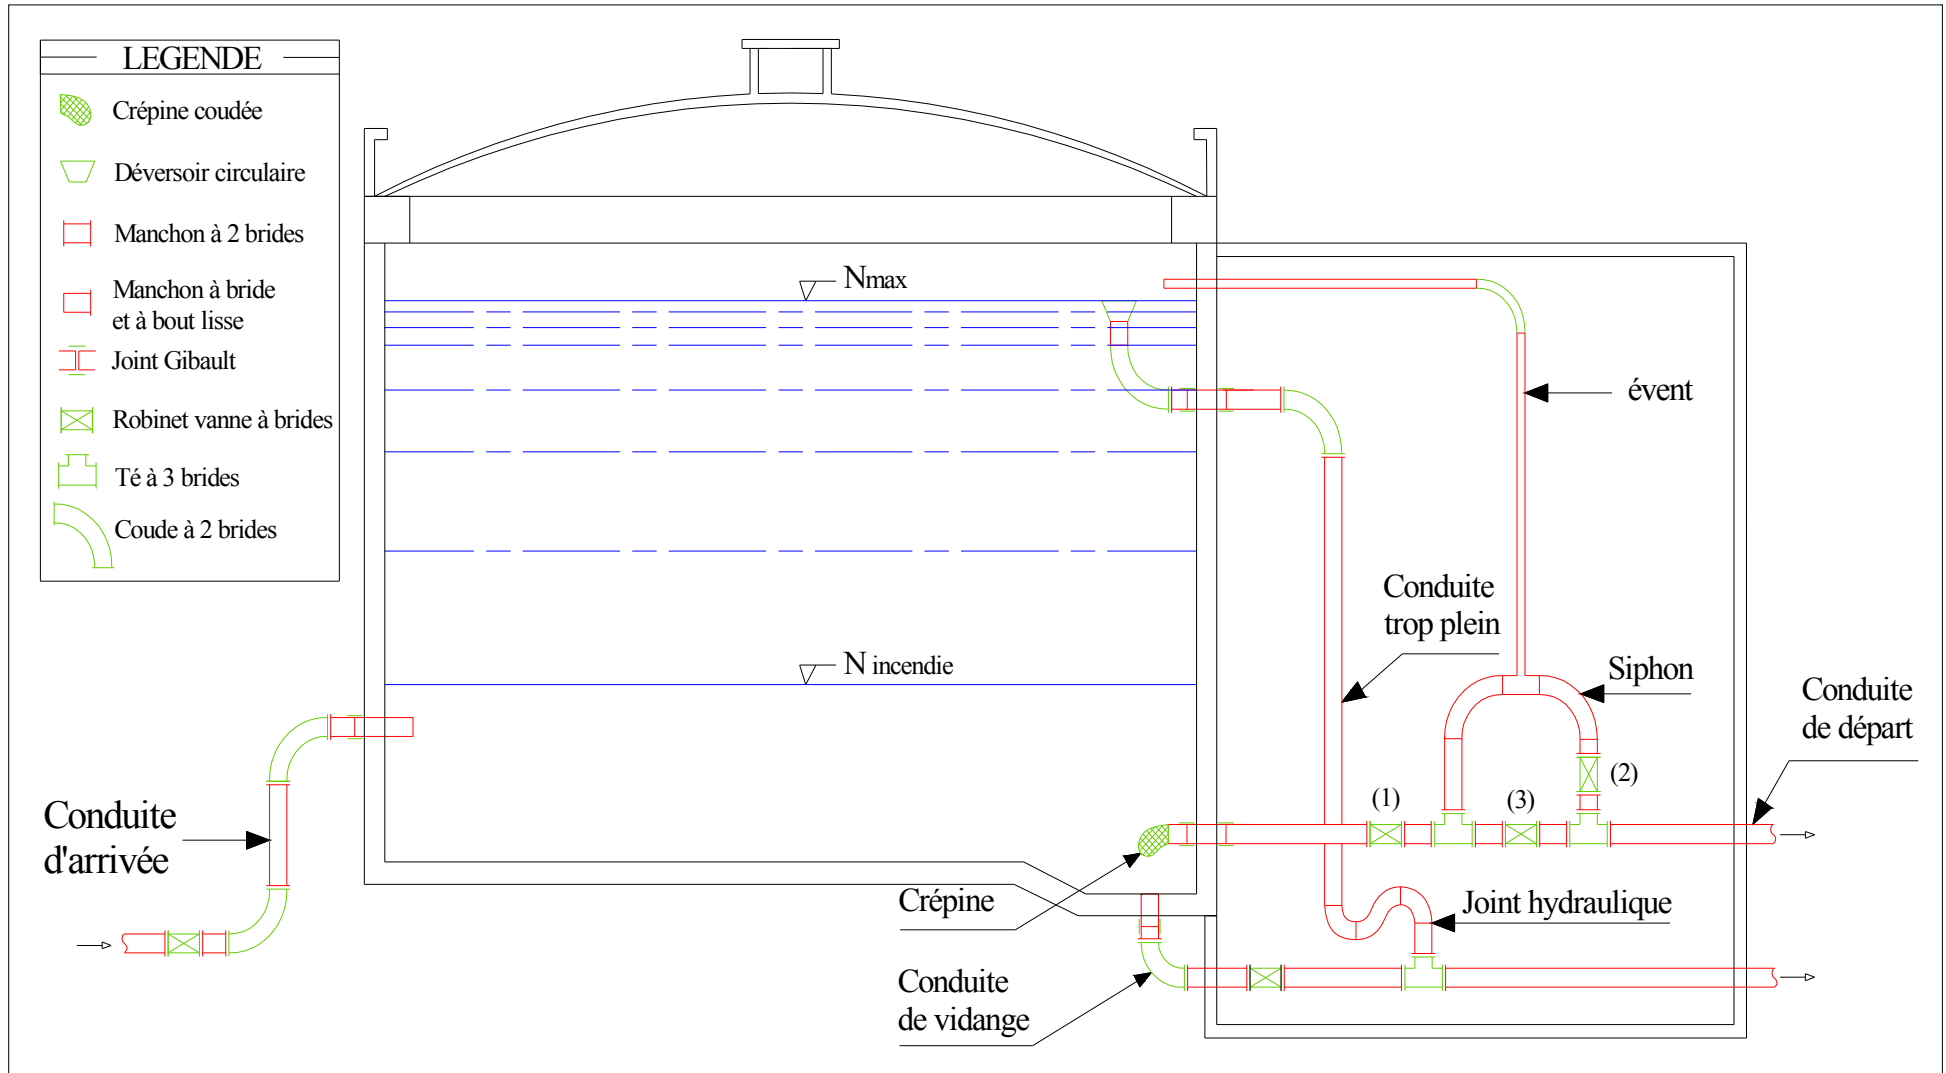 LEGENDE
Crépine coudée
Déversoir circulaire
Manchon à 2 brides
Manchon à bride
et à bout lisse
Joint Gibault
Robinet vanne à brides
Té à 3 brides
Coude à 2 brides
Nmax
N incendie
évent
Conduite
trop plein
Siphon
Conduite
de départ
(1)
(3)
(2)
Conduite
d'arrivée
Crépine
Joint hydraulique
Conduite
de vidange